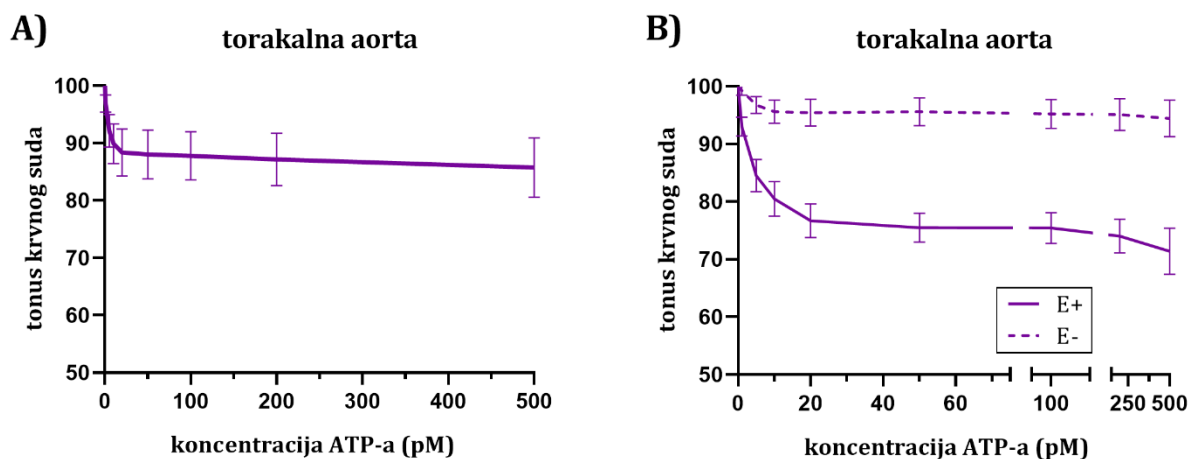 A)
torakalna aorta
100
90
80
70
60
50
tonus krvnog suda
0
100
200
300
400
500
koncentracija ATP-a (pM)
B)
torakalna aorta
100
90
80
70
60
50
tonus krvnog suda
E+
E-
0
20
40
60
100
250
500
koncentracija ATP-a (pM)